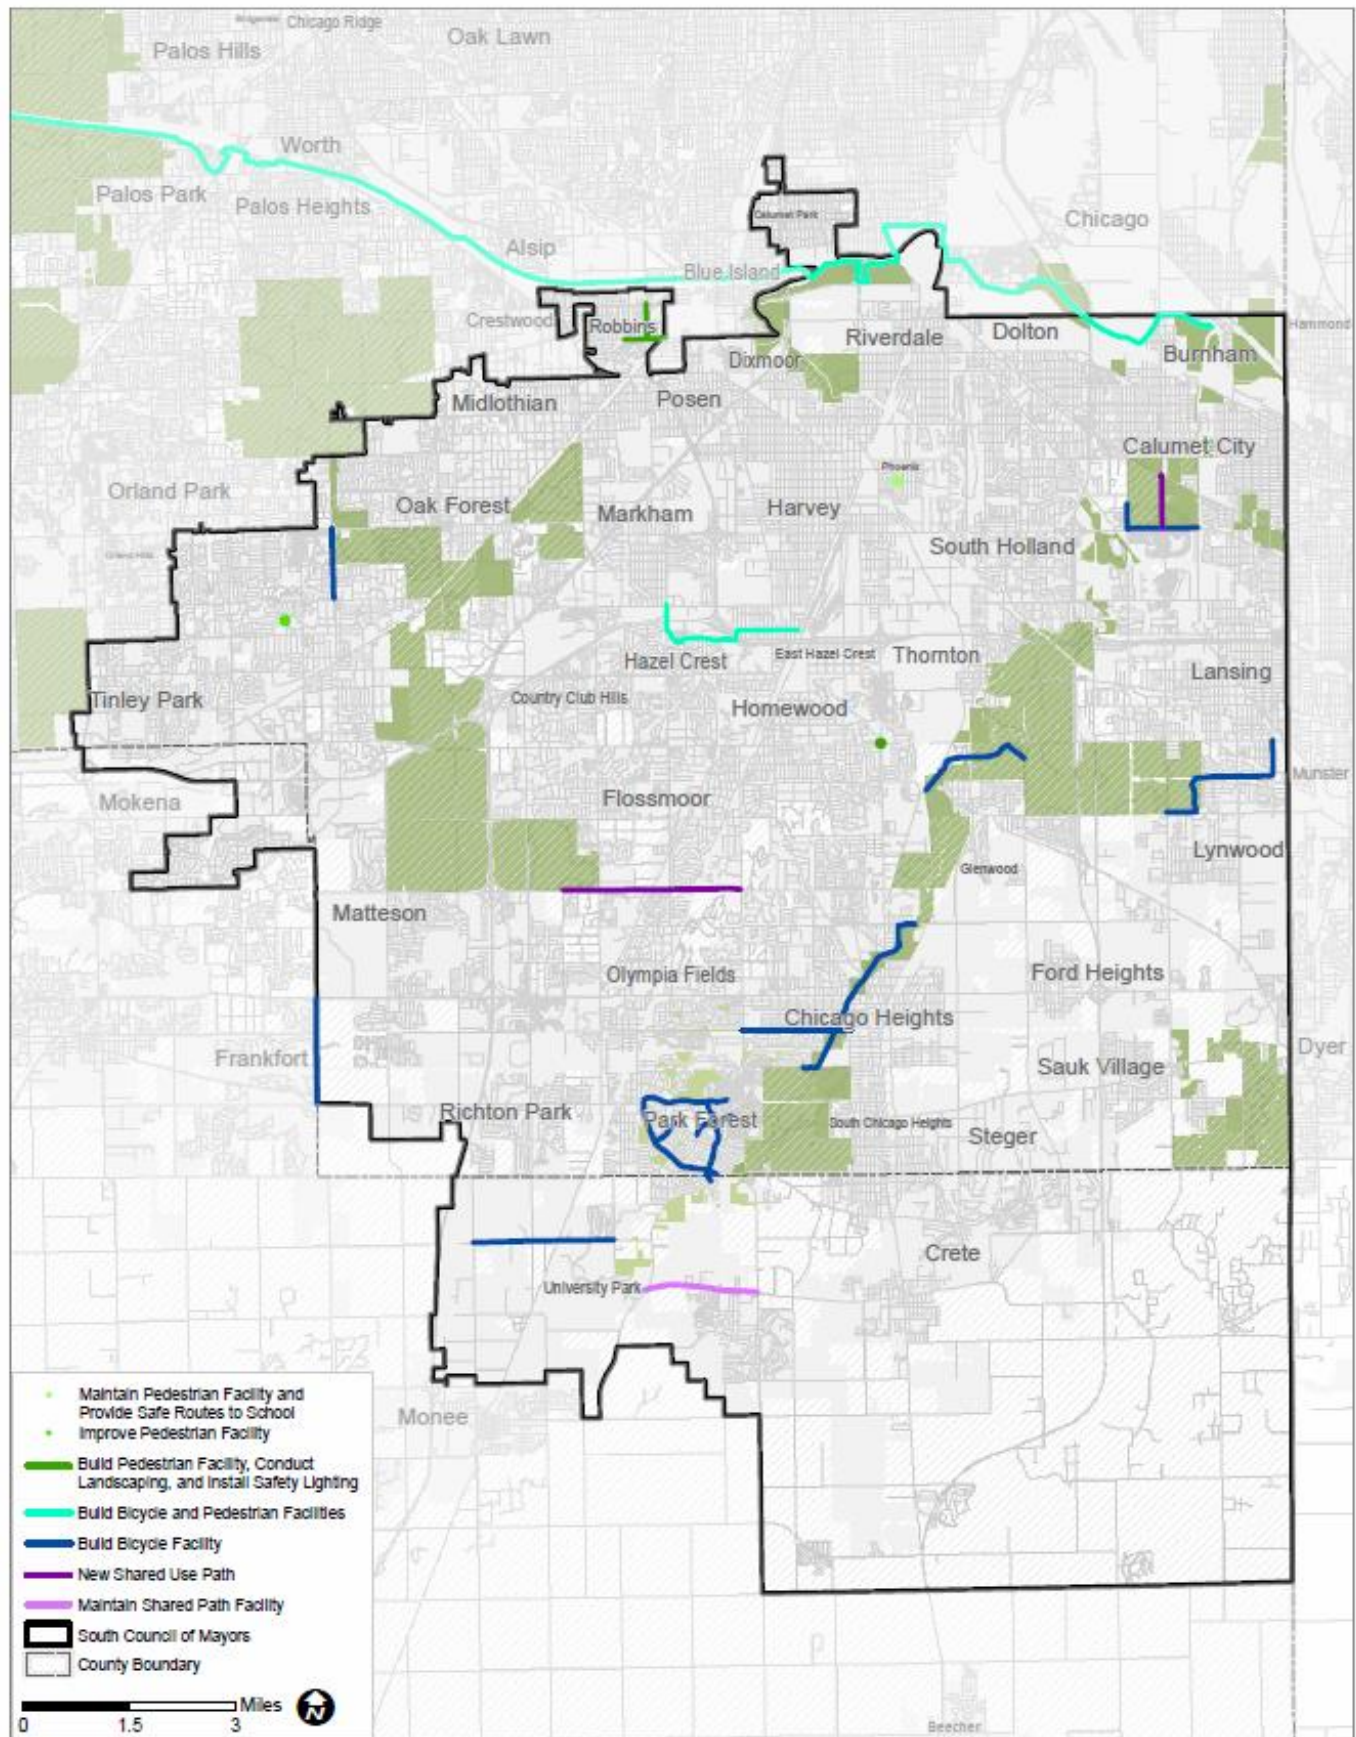 Chicago Ridge
Oak Lawn
Palos Hills
Worth
Palos Park
Palos Heights
Calumet Park
Chicago
Alsip
Blue Island
Crestwood
Robbins
Riverdale
Dolton
Hammond
Dixmoor
Burnham
Midlothian
Posen
Calumet City
Phoenix
Orland Park
Oak Forest
Markham
Harvey
South Holland
Orland Hills
Hazel Crest
East Hazel Crest
Thornton
Lansing
Tinley Park
Country Club Hills
Homewood
Munster
Mokena
Flossmoor
Lynwood
Glenwood
Matteson
Olympia Fields
Ford Heights
Chicago Heights
Frankfort
Dyer
Sauk Village
Richton Park
Park Forest
South Chicago Heights
Steger
Crete
University Park
Monee
Maintain Pedestrian Facility and
Provide Safe Routes to School
Improve Pedestrian Facility
Build Pedestrian Facility, Conduct
Landscaping, and Install Safety Lighting
Build Bicycle and Pedestrian Facilities
Build Bicycle Facility
New Shared Use Path
Maintain Shared Path Facility
South Council of Mayors
County Boundary
Miles
N
0 1.5 3
Beecher